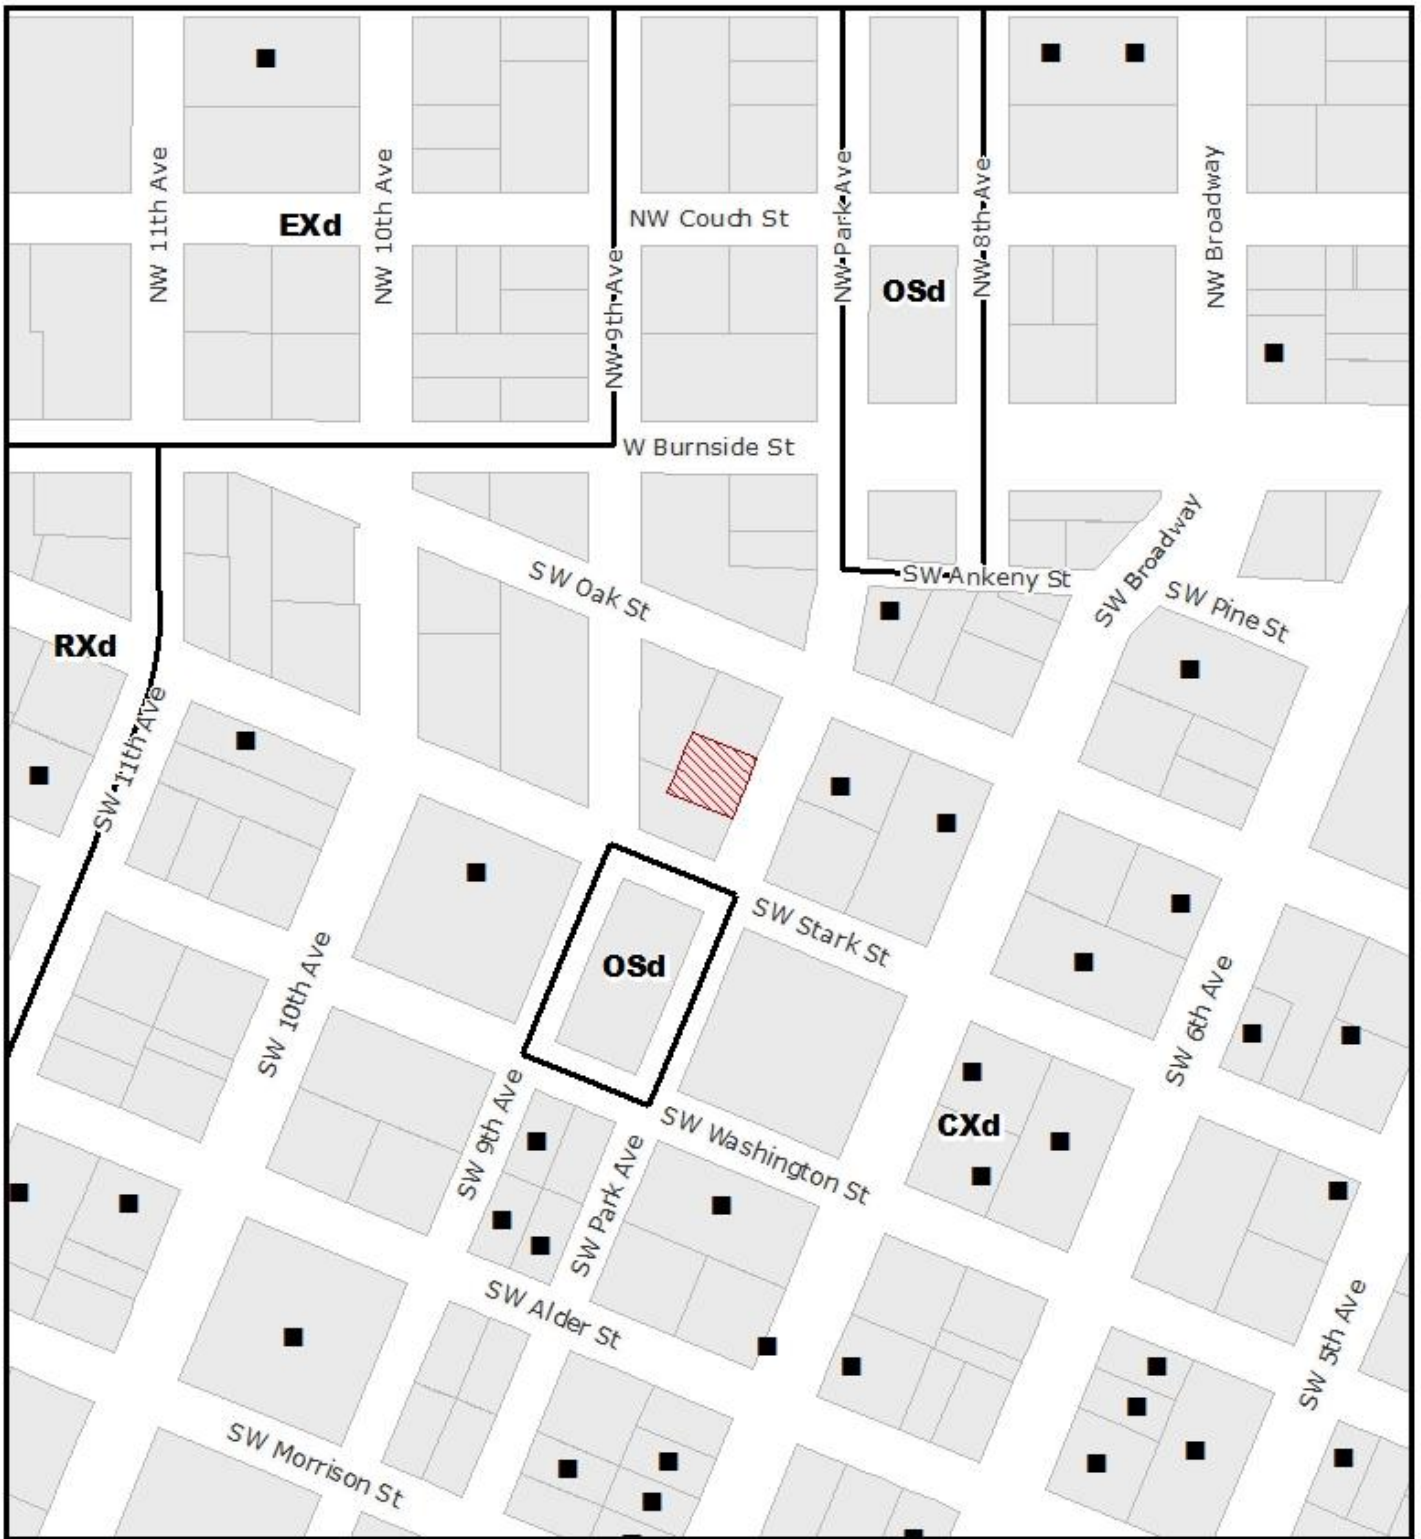 NW 11th Ave
NW 10th Ave
EXd
NW Couch St
NW 9th Ave
NW Park Ave
NW 8th Ave
NW Broadway
OSd
W Burnside St
SW Oak St
SW Ankeny St
SW Broadway
SW Pine St
RXd
SW 11th Ave
SW Stark St
OSd
SW 10th Ave
SW 6th Ave
SW 9th Ave
CXd
SW Washington St
SW Park Ave
SW Alder St
SW 5th Ave
SW Morrison St